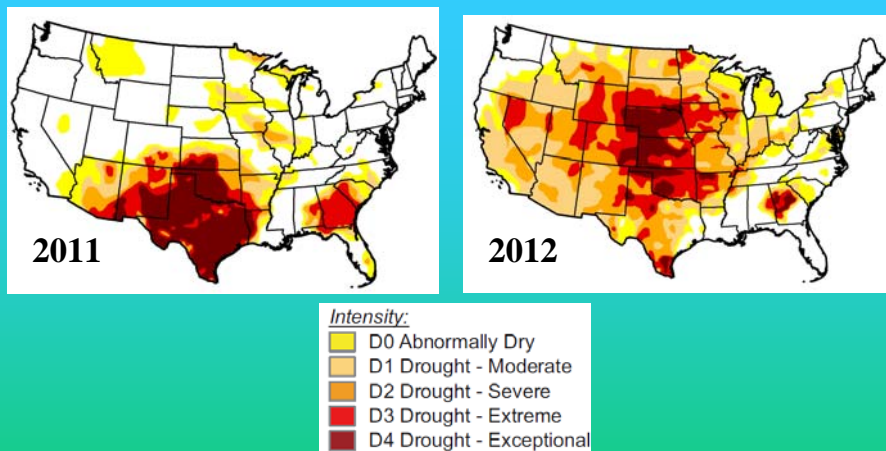 2011
2012
Intensity:
D0 Abnormally Dry
D1 Drought - Moderate
D2 Drought - Severe
D3 Drought - Extreme
D4 Drought - Exceptional